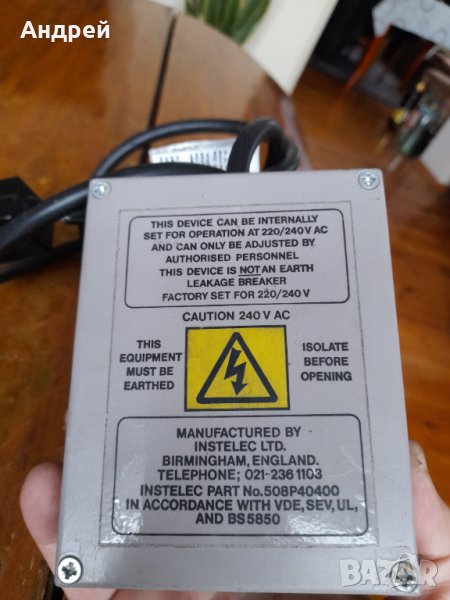 Андрей
THIS DEVICE CAN BE INTERNALLY
SET FOR OPERATION AT 220/240V AC
AND CAN ONLY BE ADJUSTED BY
AUTHORISED PERSONNEL
THIS DEVICE IS NOT AN EARTH
LEAKAGE BREAKER
FACTORY SET FOR 220/240V
CAUTION 240 V AC
THIS
EQUIPMENT
MUST BE
EARTHED
ISOLATE
BEFORE
OPENING
MANUFACTURED BY
INSTELEC LTD.
BIRMINGHAM, ENGLAND.
TELEPHONE; 021-236 1103
INSTELEC PART No. 508P40400
IN ACCORDANCE WITH VDE, SEV, UL,
AND BS5850
bazar